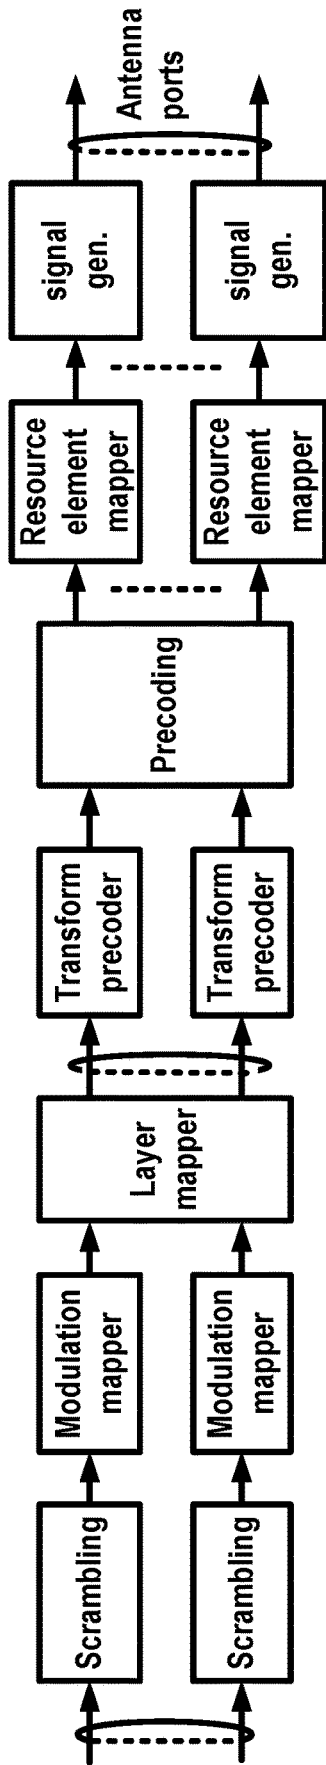 Scrambling
Modulation
mapper
Layer
mapper
Transform
precoder
Precoding
Resource
element
mapper
signal
gen.
Antenna
ports
Scrambling
Modulation
mapper
Transform
precoder
Resource
element
mapper
signal
gen.